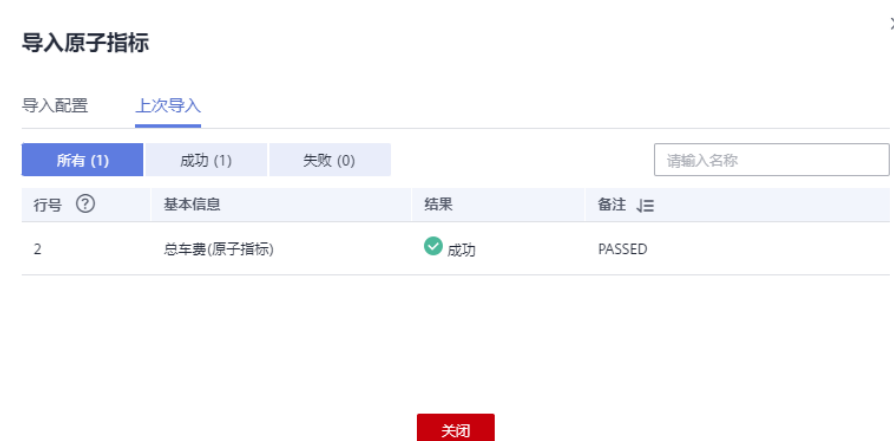 导入原子指标
导入配置 上次导入
所有 (1) 成功 (1) 失败 (0) 请输入名称
行号 基本信息 结果 备注
2 总车费(原子指标) 成功 PASSED
关闭